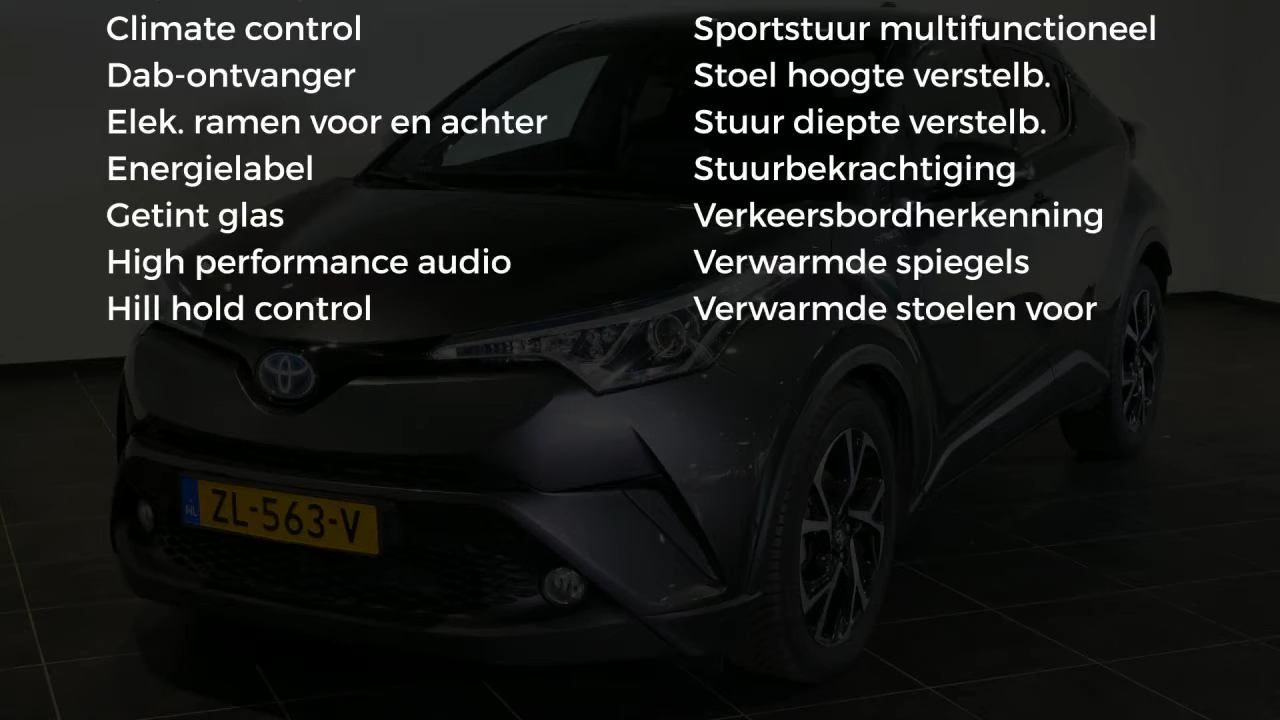 Climate control
Dab-ontvanger
Elek. ramen voor en achter
Energielabel
Getint glas
High performance audio
Hill hold control
Sportstuur multifunctioneel
Stoel hoogte verstelb.
Stuur diepte verstelb.
Stuurbekrachtiging
Verkeersbordherkenning
Verwarmde spiegels
Verwarmde stoelen voor
NL
ZL-563-V